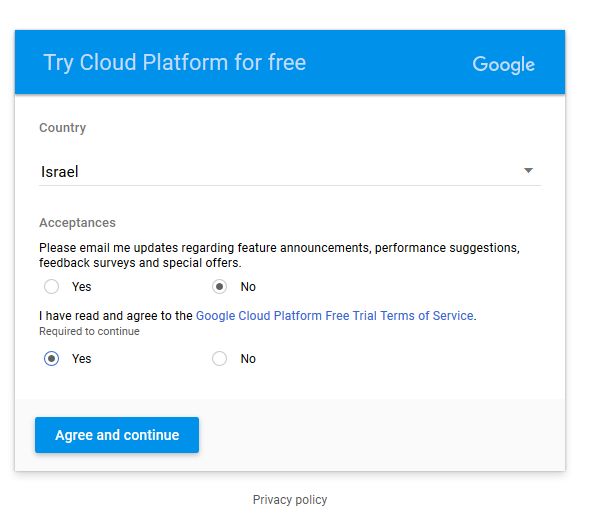 Try Cloud Platform for free
Google
Country
Israel
Acceptances
Please email me updates regarding feature announcements, performance suggestions,
feedback surveys and special offers.
Yes No
I have read and agree to the Google Cloud Platform Free Trial Terms of Service.
Required to continue
Yes No
Agree and continue
Privacy policy